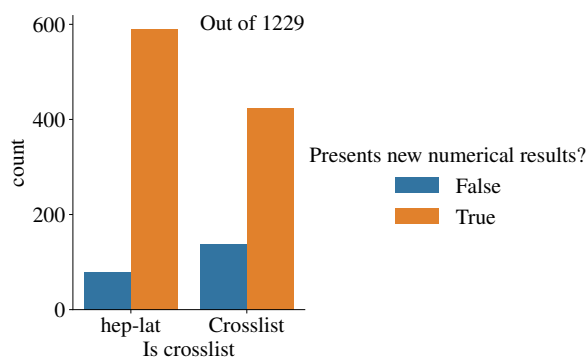 600
Out of 1229
400
200
0
count
hep-lat
Crosslist
Is crosslist
Presents new numerical results?
False
True